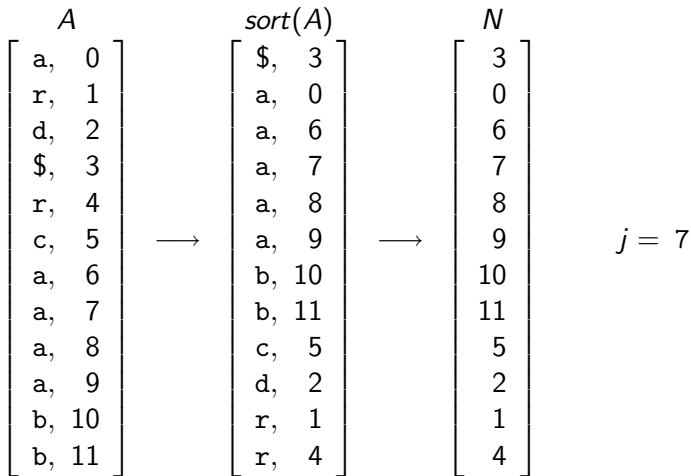 A sort(A) N
a, 0 $, 3 3
r, 1 a, 0 0
d, 2 a, 6 6
$, 3 a, 7 7
r, 4 a, 8 8
c, 5 ⟶ a, 9 ⟶ 9 j = 7
a, 6 b, 10 10
a, 7 b, 11 11
a, 8 c, 5 5
a, 9 d, 2 2
b, 10 r, 1 1
b, 11 r, 4 4